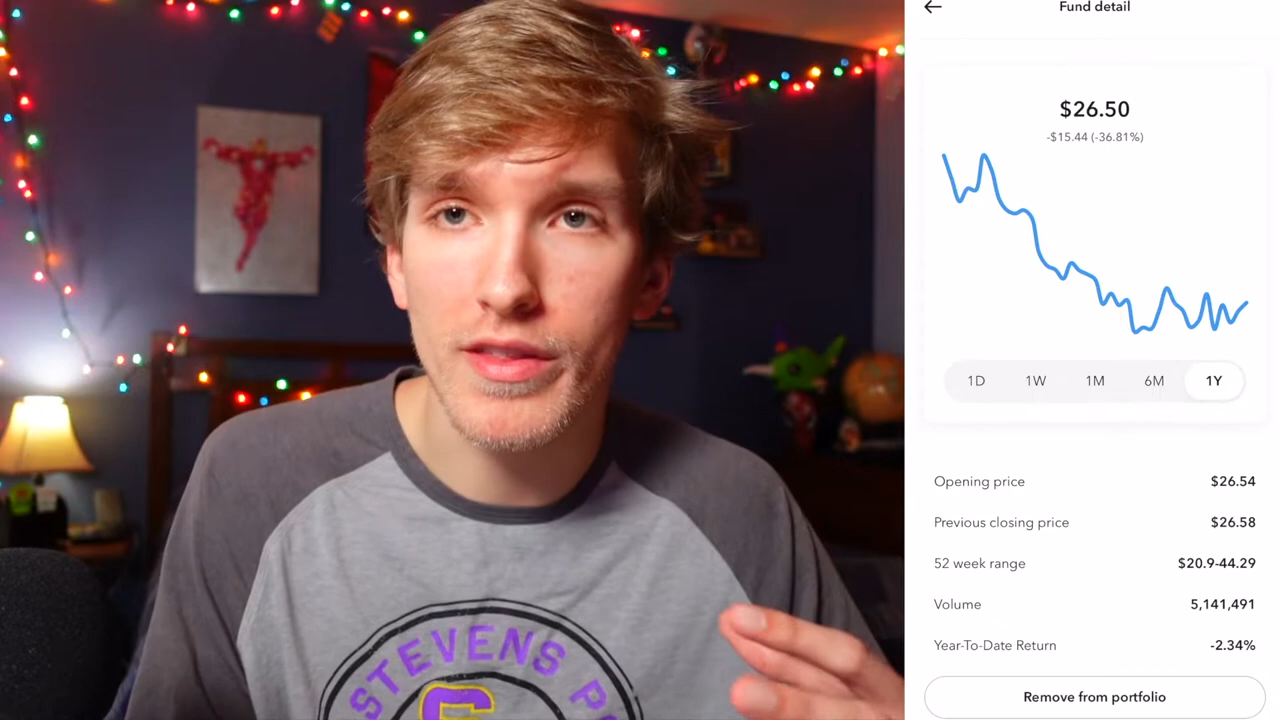 Fund detail
$26.50
-$15.44 (-36.81%)
1D 1W 1M 6M 1Y
Opening price $26.54
Previous closing price $26.58
52 week range $20.9-44.29
Volume 5,141,491
Year-To-Date Return -2.34%
Remove from portfolio
STEVENS